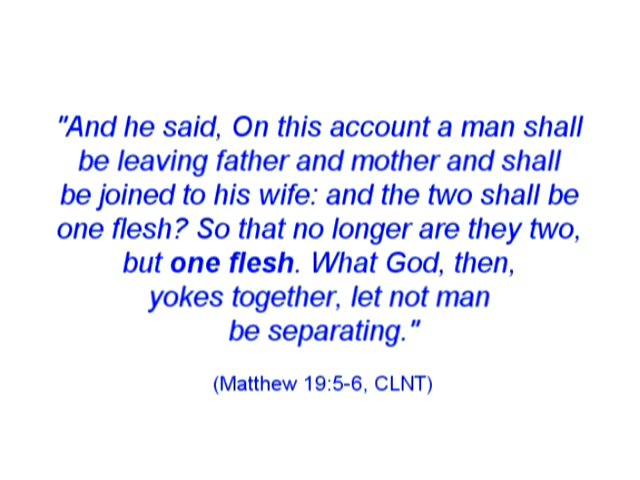 "And he said, On this account a man shall
be leaving father and mother and shall
be joined to his wife: and the two shall be
one flesh? So that no longer are they two,
but one flesh. What God, then,
yokes together, let not man
be separating."
(Matthew 19:5-6, CLNT)